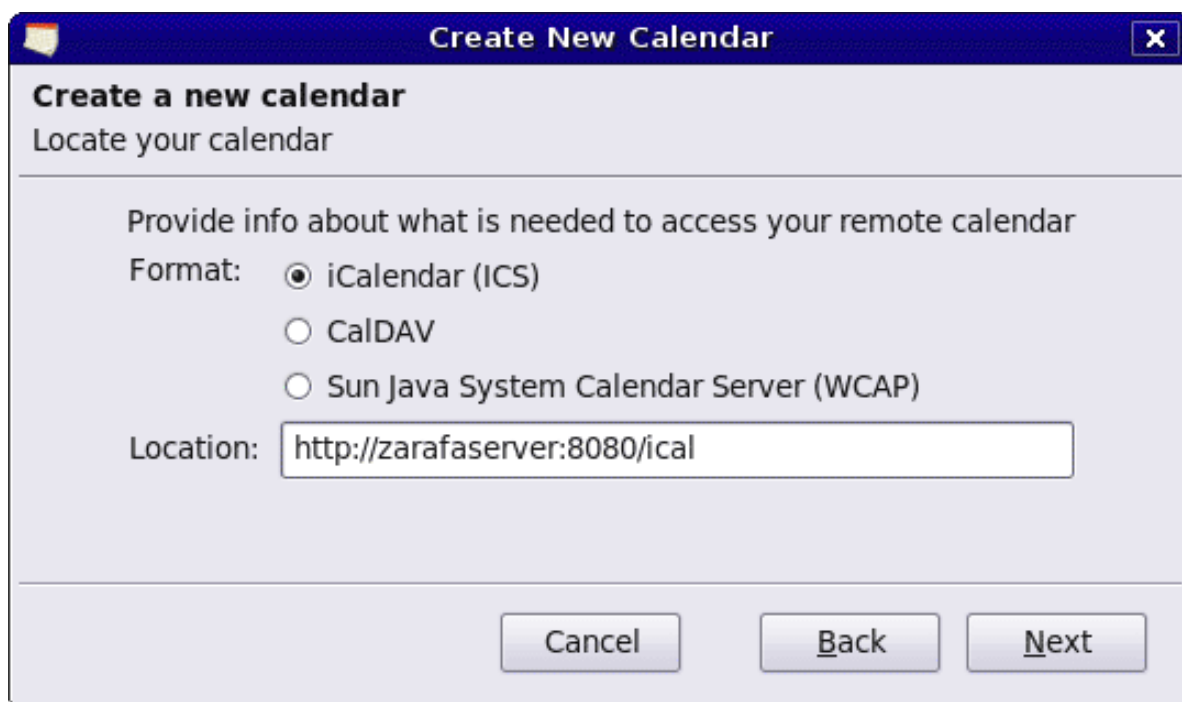 Create New Calendar
Create a new calendar
Locate your calendar
Provide info about what is needed to access your remote calendar
Format:
iCalendar (ICS)
CalDAV
Sun Java System Calendar Server (WCAP)
Location: http://zarafaserver:8080/ical
Cancel Back Next